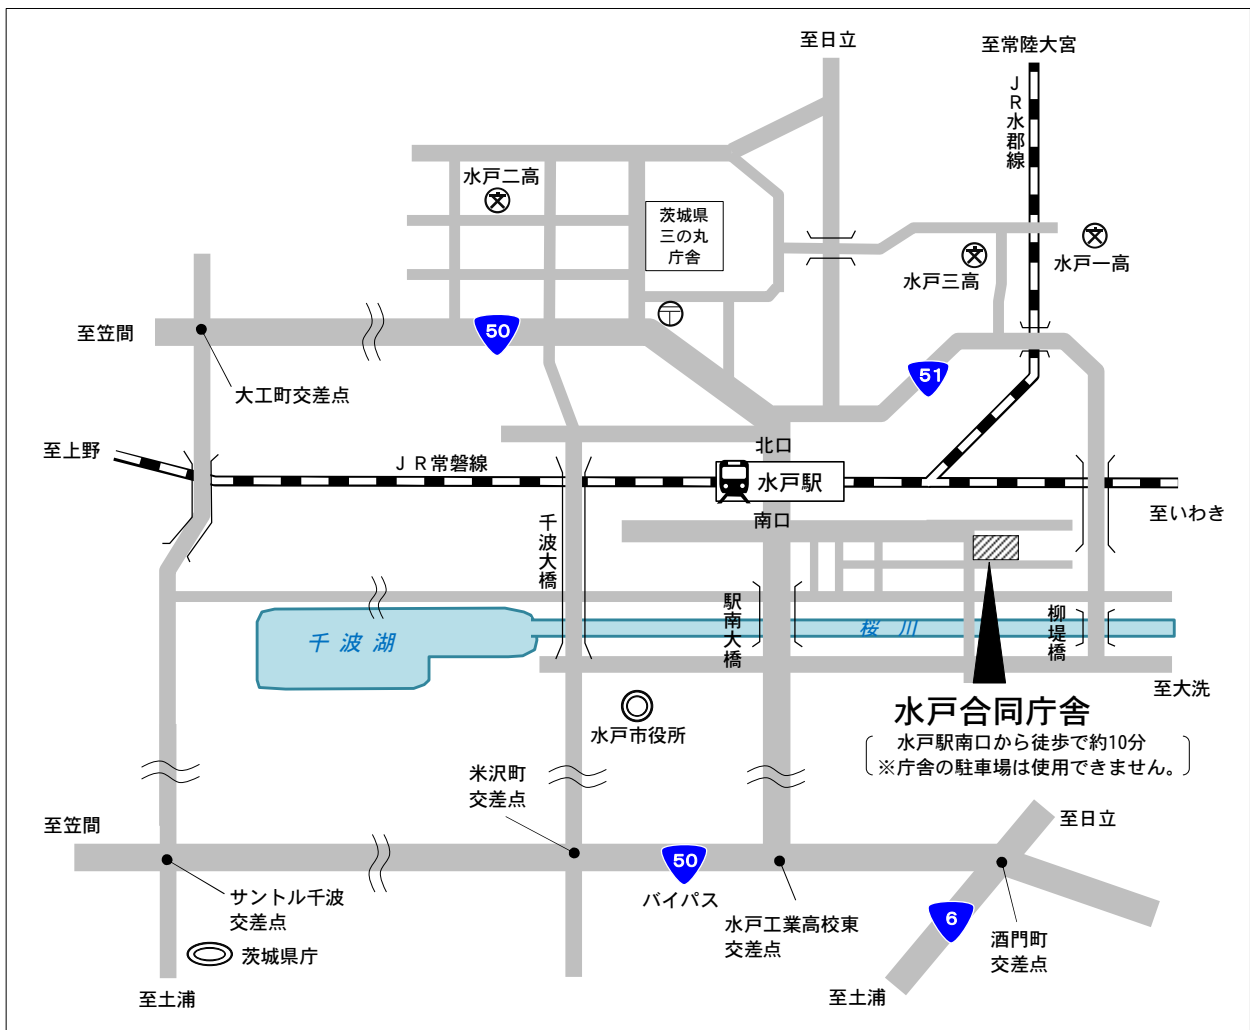 至日立
至常陸大宮
JR水郡線
水戸二高
茨城県
三の丸
庁舎
水戸三高
水戸一高
至笠間
50
51
大工町交差点
至上野
JR常磐線
北口
水戸駅
南口
至いわき
千波大橋
駅南大橋
柳堤橋
千波湖
桜川
至大洗
水戸合同庁舎
水戸駅南口から徒歩で約10分
※庁舎の駐車場は使用できません。
水戸市役所
米沢町
交差点
至笠間
至日立
50
バイパス
サントル千波
交差点
水戸工業高校東
交差点
6
酒門町
交差点
茨城県庁
至土浦
至土浦